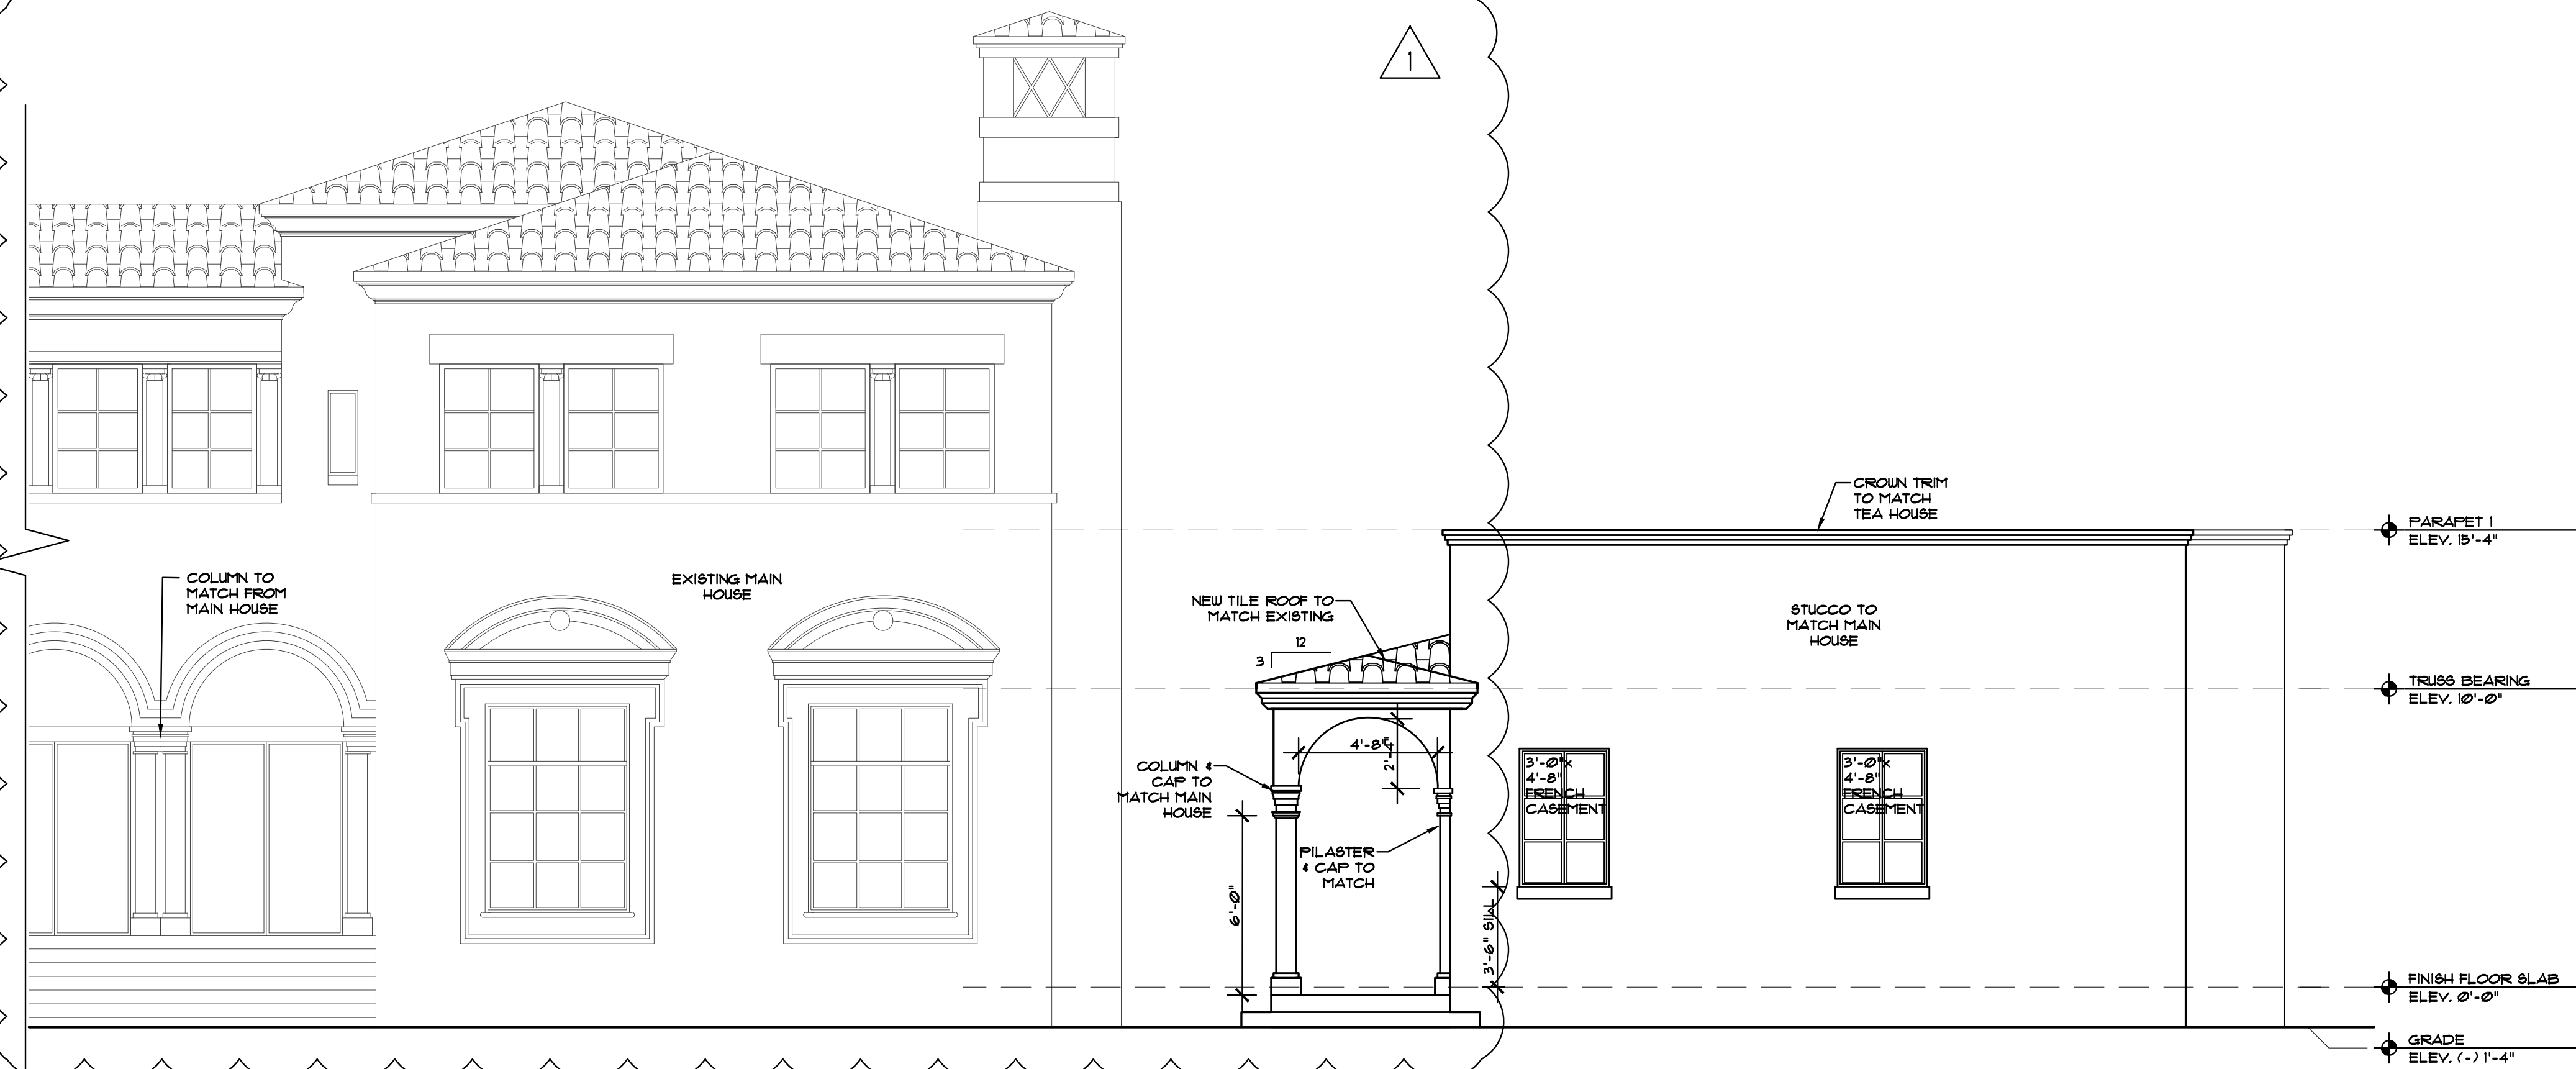 1
CROWN TRIM
TO MATCH
TEA HOUSE
PARAPET 1
ELEV. 15'-4"
COLUMN TO
MATCH FROM
MAIN HOUSE
EXISTING MAIN
HOUSE
NEW TILE ROOF TO
MATCH EXISTING
STUCCO TO
MATCH MAIN
HOUSE
12
3
TRUSS BEARING
ELEV. 10'-0"
4'-8"
2'-4"
COLUMN &
CAP TO
MATCH MAIN
HOUSE
3'-0"x
4'-8"
FRENCH
CASEMENT
3'-0"x
4'-8"
FRENCH
CASEMENT
PILASTER
& CAP TO
MATCH
6'-0"
3'-6" SILL
FINISH FLOOR SLAB
ELEV. 0'-0"
GRADE
ELEV. (-) 1'-4"